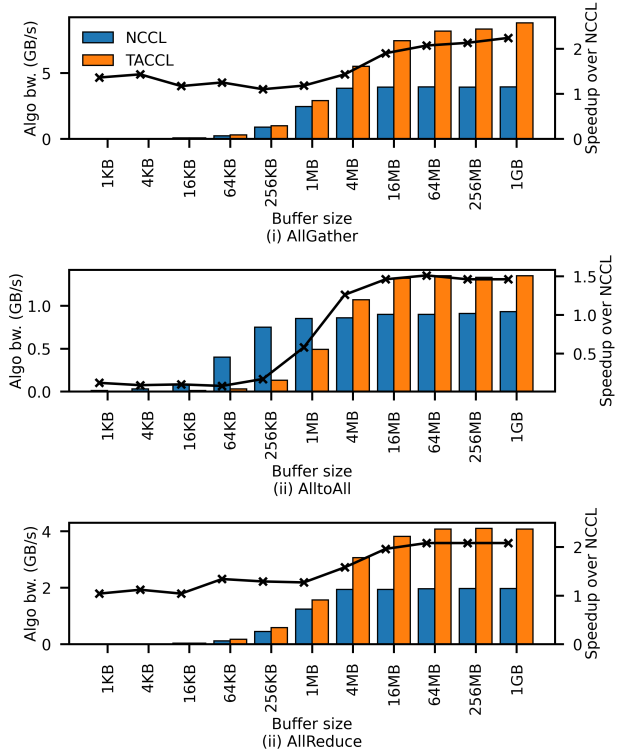 Algo bw. (GB/s)
5
0
NCCL
TACCL
2
1
0
Speedup over NCCL
1KB
4KB
16KB
64KB
256KB
1MB
4MB
16MB
64MB
256MB
1GB
Buffer size
(i) AllGather
Algo bw. (GB/s)
1.0
0.5
0.0
1.5
1.0
0.5
Speedup over NCCL
1KB
4KB
16KB
64KB
256KB
1MB
4MB
16MB
64MB
256MB
1GB
Buffer size
(ii) AlltoAll
Algo bw. (GB/s)
4
2
0
2
1
0
Speedup over NCCL
1KB
4KB
16KB
64KB
256KB
1MB
4MB
16MB
64MB
256MB
1GB
Buffer size
(ii) AllReduce